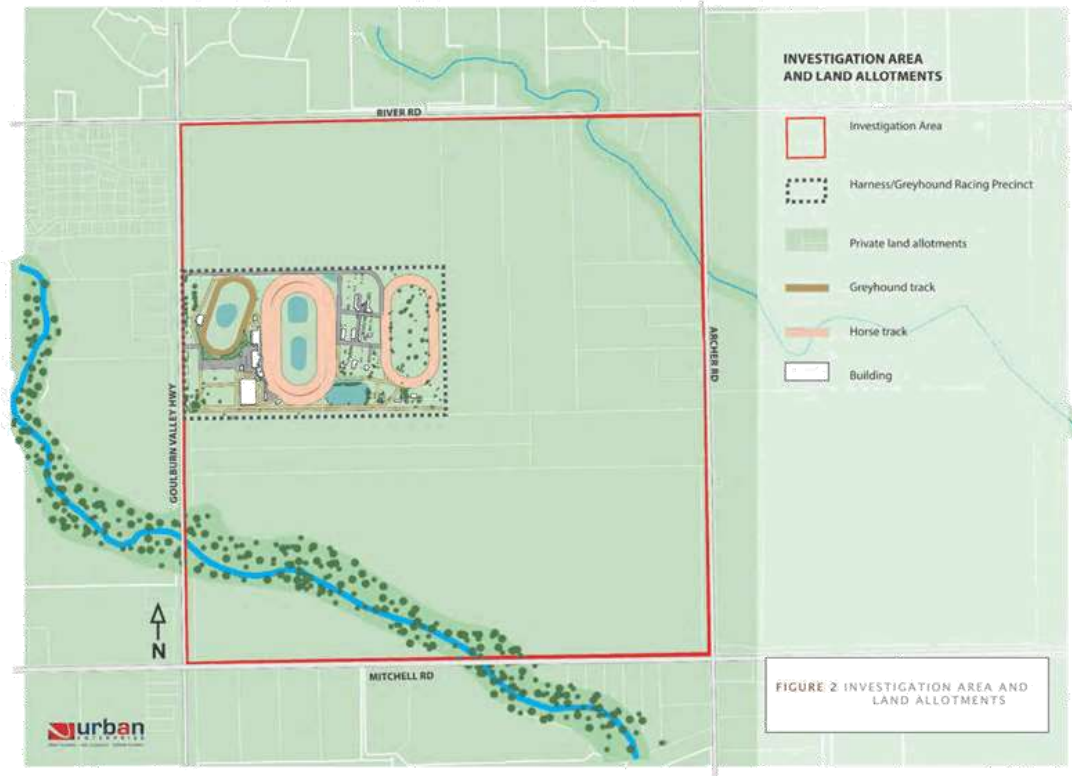 INVESTIGATION AREA
AND LAND ALLOTMENTS
RIVER RD
Investigation Area
Harness/Greyhound Racing Precinct
Private land allotments
Greyhound track
Horse track
Building
ARCHER RD
GOULBURN VALLEY HWY
N
MITCHELL RD
FIGURE 2 INVESTIGATION AREA AND
LAND ALLOTMENTS
urban
ENTERPRISE